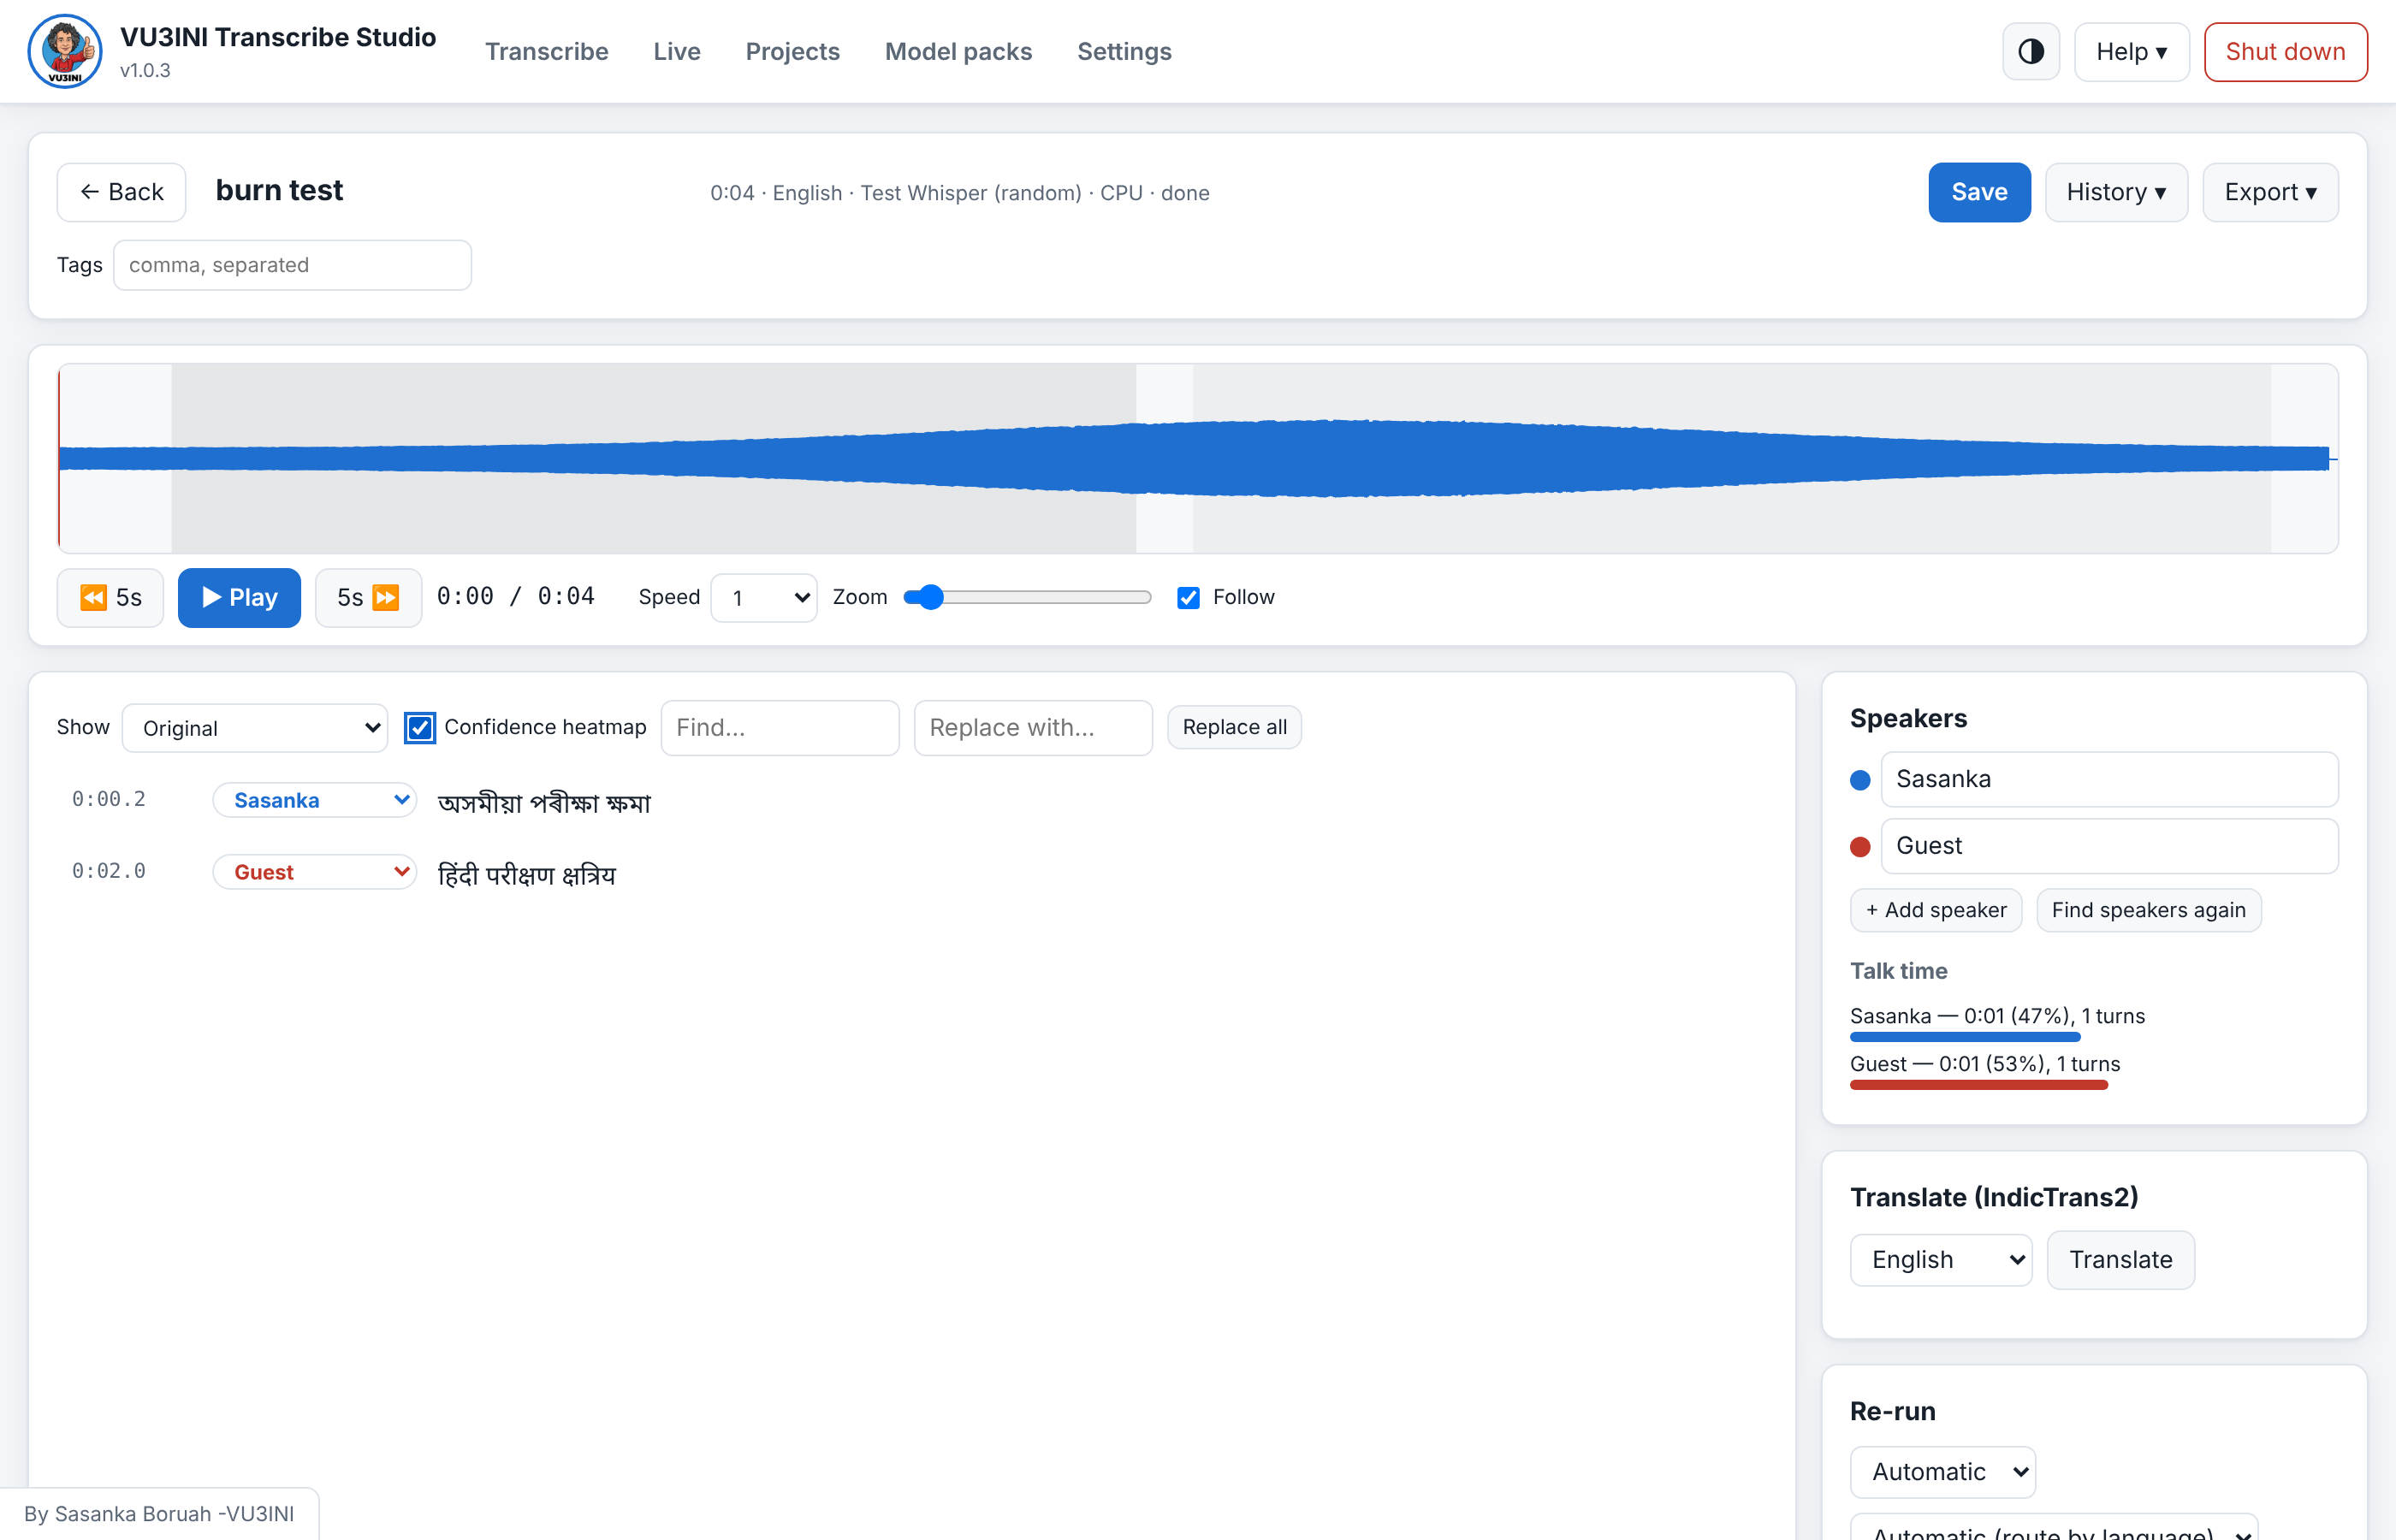 VU3INI
VU3INI Transcribe Studio
v1.0.3
Transcribe Live Projects Model packs Settings
Help ▾ Shut down
← Back burn test 0:04 · English · Test Whisper (random) · CPU · done Save History ▾ Export ▾
Tags comma, separated
⏪ 5s ▶ Play 5s ⏩ 0:00 / 0:04 Speed 1 Zoom Follow
Show Original Confidence heatmap Find... Replace with... Replace all
0:00.2 Sasanka অসমীয়া পৰীক্ষা ক্ষমা
0:02.0 Guest हिंदी परीक्षण क्षत्रिय
Speakers
Sasanka
Guest
+ Add speaker Find speakers again
Talk time
Sasanka — 0:01 (47%), 1 turns
Guest — 0:01 (53%), 1 turns
Translate (IndicTrans2)
English Translate
Re-run
Automatic
Automatic (route by language)
By Sasanka Boruah -VU3INI